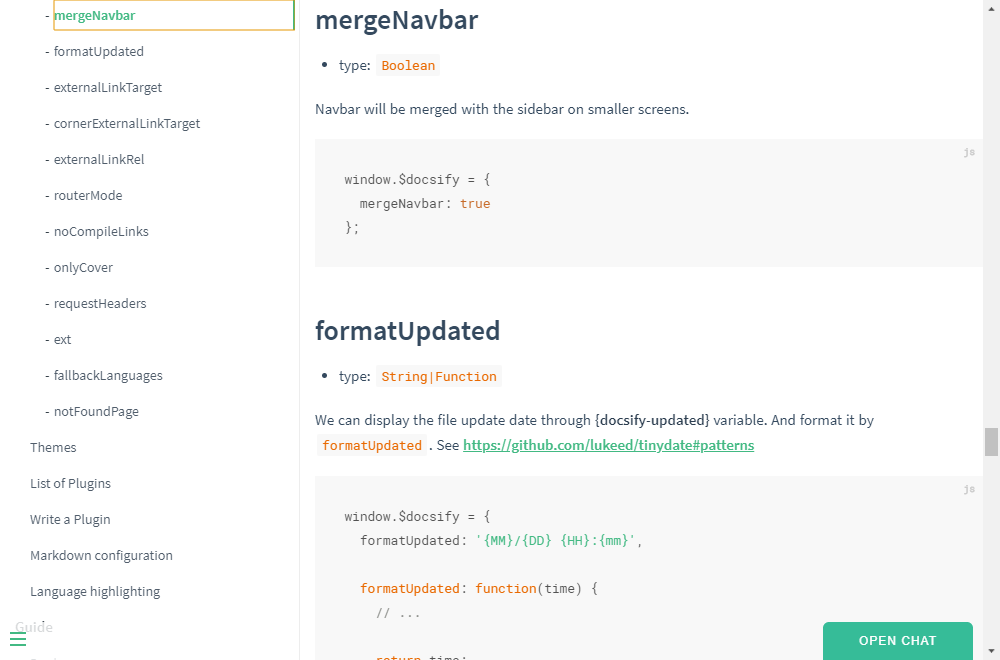 - mergeNavbar
- formatUpdated
- externalLinkTarget
- cornerExternalLinkTarget
- externalLinkRel
- routerMode
- noCompileLinks
- onlyCover
- requestHeaders
- ext
- fallbackLanguages
- notFoundPage
Themes
List of Plugins
Write a Plugin
Markdown configuration
Language highlighting
Guide
mergeNavbar
• type: Boolean
Navbar will be merged with the sidebar on smaller screens.
js
window.$docsify = {
  mergeNavbar: true
};
formatUpdated
• type: String|Function
We can display the file update date through {docsify-updated} variable. And format it by
formatUpdated . See https://github.com/lukeed/tinydate#patterns
js
window.$docsify = {
  formatUpdated: '{MM}/{DD} {HH}:{mm}',
  formatUpdated: function(time) {
    // ...
    return time;
OPEN CHAT